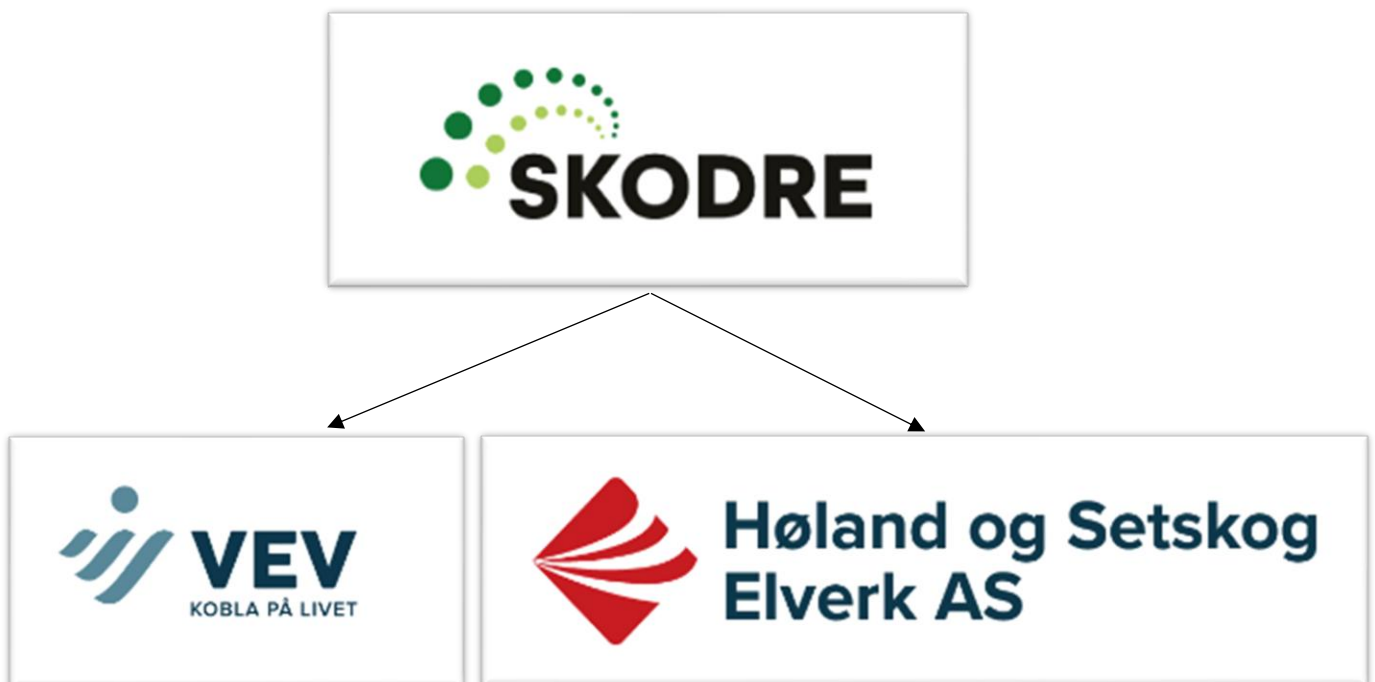 SKODRE
VEV
KOBLA PÅ LIVET
Høland og Setskog
Elverk AS